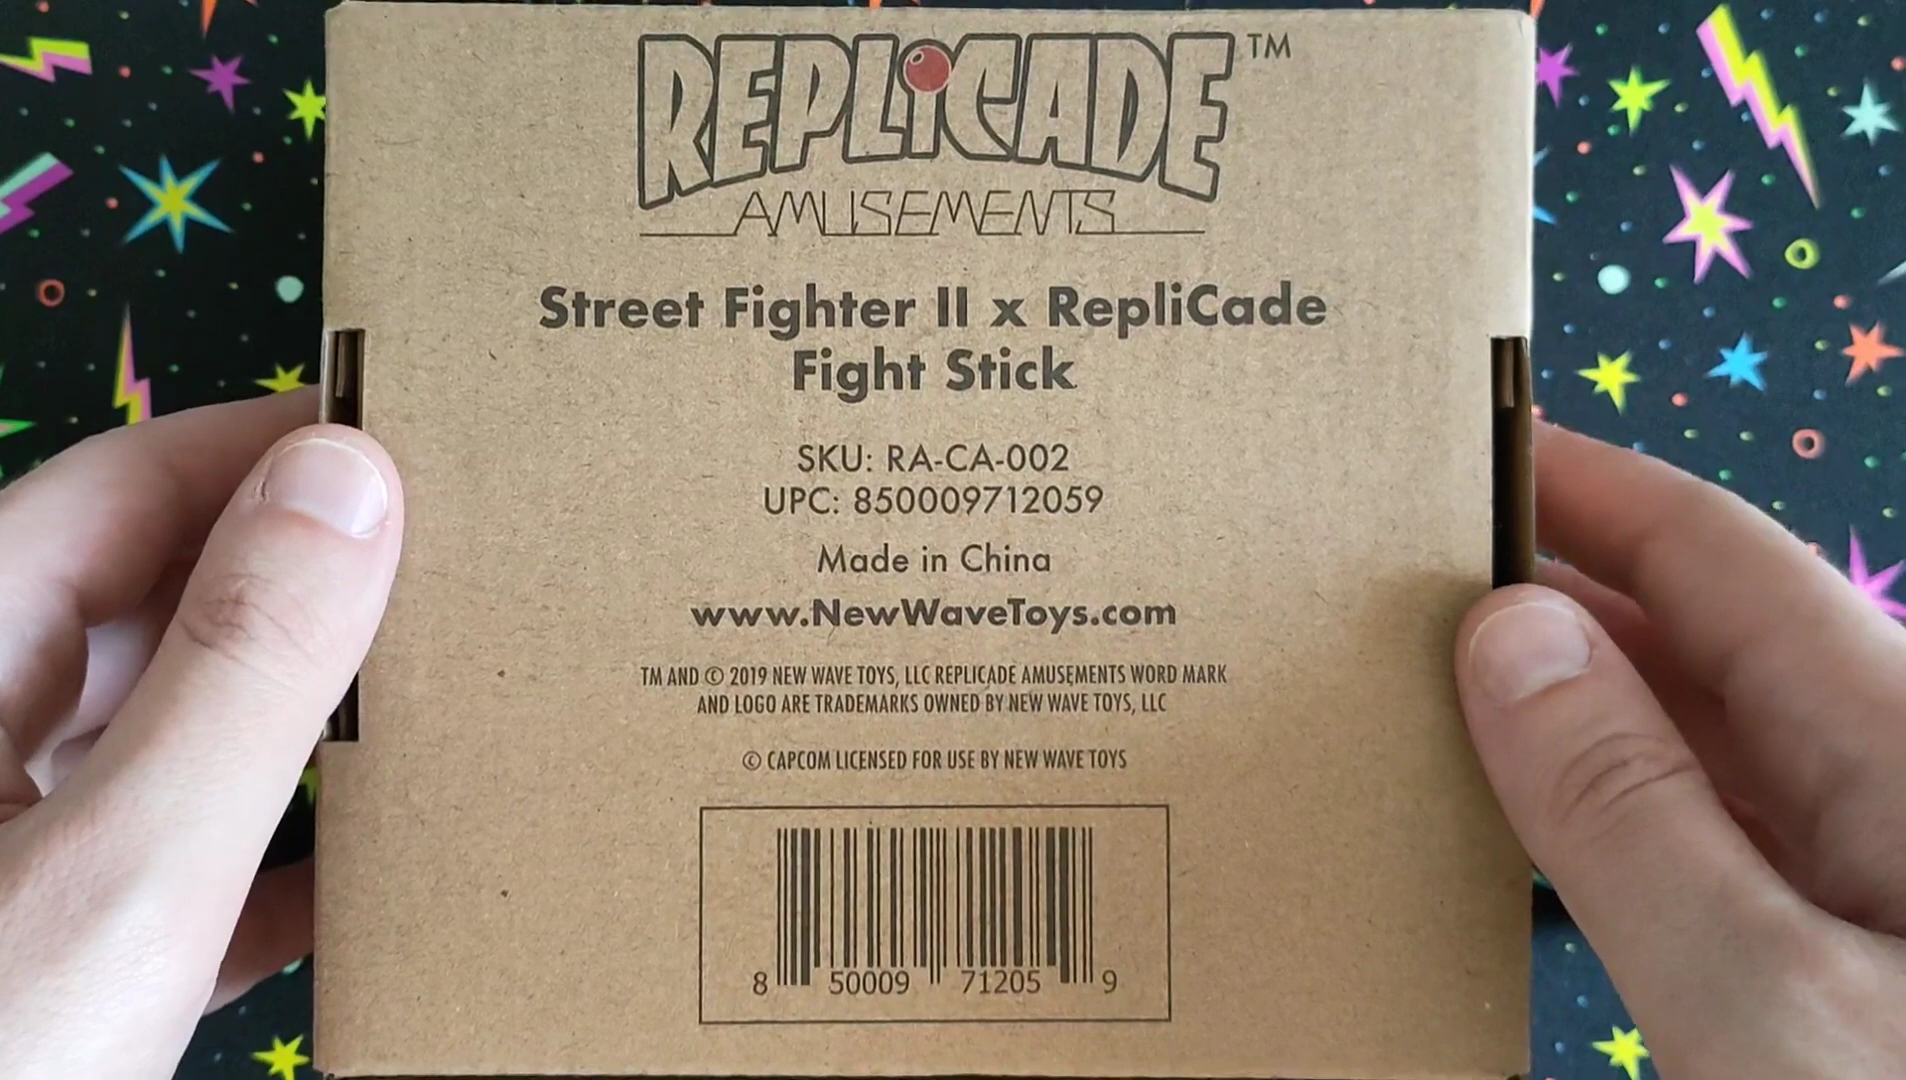 REPLiCADE™
AMUSEMENTS
Street Fighter II x RepliCade
Fight Stick
SKU: RA-CA-002
UPC: 850009712059
Made in China
www.NewWaveToys.com
TM AND © 2019 NEW WAVE TOYS, LLC REPLICADE AMUSEMENTS WORD MARK
AND LOGO ARE TRADEMARKS OWNED BY NEW WAVE TOYS, LLC
© CAPCOM LICENSED FOR USE BY NEW WAVE TOYS
8 50009 71205 9